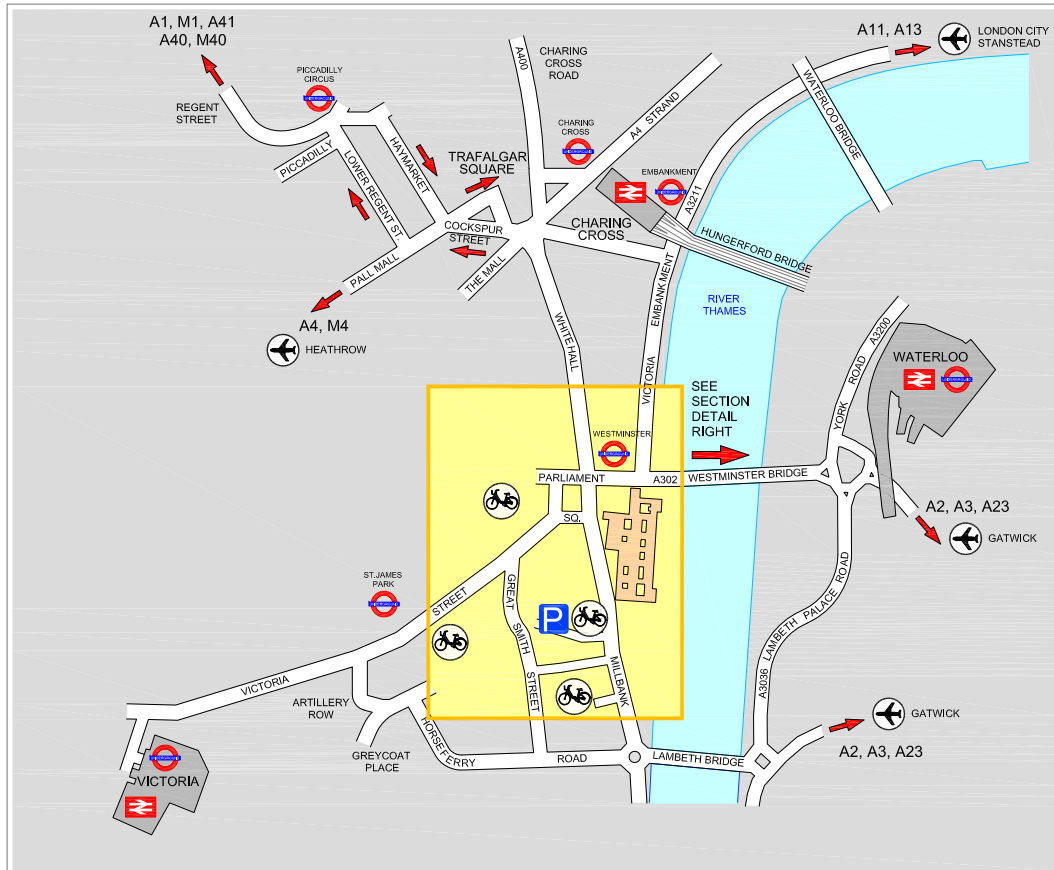 A1, M1, A41
A40, M40
A11, A13
LONDON CITY
STANSTEAD
A400
CHARING
CROSS
ROAD
PICCADILLY
CIRCUS
REGENT
STREET
WATERLOO BRIDGE
A4 STRAND
CHARING
CROSS
PICCADILLY
HAYMARKET
LOWER REGENT ST.
TRAFALGAR
SQUARE
EMBANKMENT
A3211
COCKSPUR
STREET
CHARING
CROSS
HUNGERFORD BRIDGE
PALL MALL
THE MALL
RIVER
THAMES
A4, M4
HEATHROW
WHITEHALL
VICTORIA EMBANKMENT
YORK ROAD A3200
WATERLOO
SEE
SECTION
DETAIL
RIGHT
WESTMINSTER
PARLIAMENT
A302
WESTMINSTER BRIDGE
SQ.
A2, A3, A23
GATWICK
ST.JAMES
PARK
VICTORIA STREET
GREAT SMITH STREET
P
MILLBANK
A3036 LAMBETH PALACE ROAD
ARTILLERY
ROW
GREYCOAT
PLACE
HORSEFERRY ROAD
LAMBETH BRIDGE
GATWICK
A2, A3, A23
VICTORIA